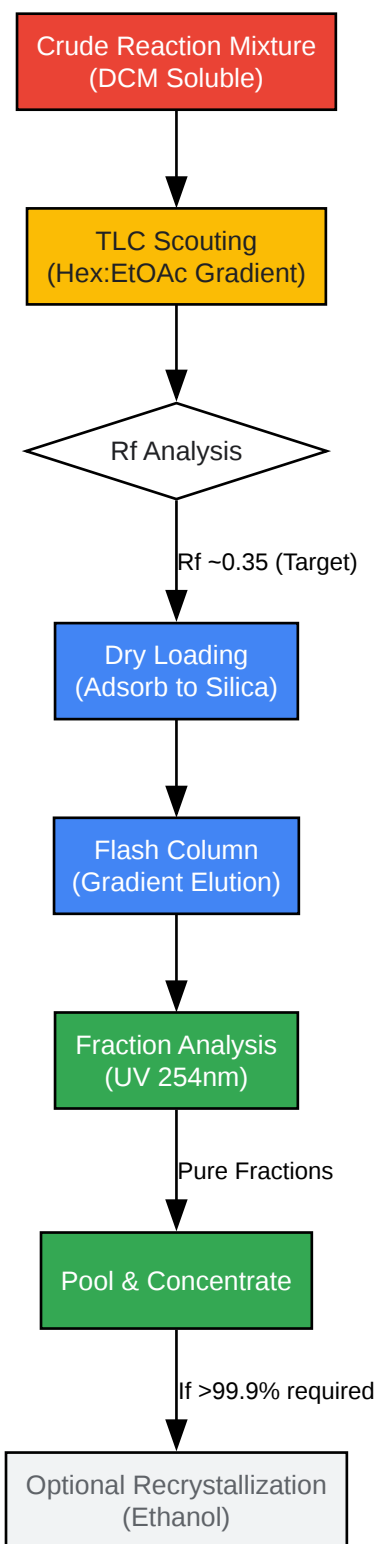 Crude Reaction Mixture
(DCM Soluble)
TLC Scouting
(Hex:EtOAc Gradient)
Rf Analysis
Rf ~0.35 (Target)
Dry Loading
(Adsorb to Silica)
Flash Column
(Gradient Elution)
Fraction Analysis
(UV 254nm)
Pure Fractions
Pool & Concentrate
If >99.9% required
Optional Recrystallization
(Ethanol)